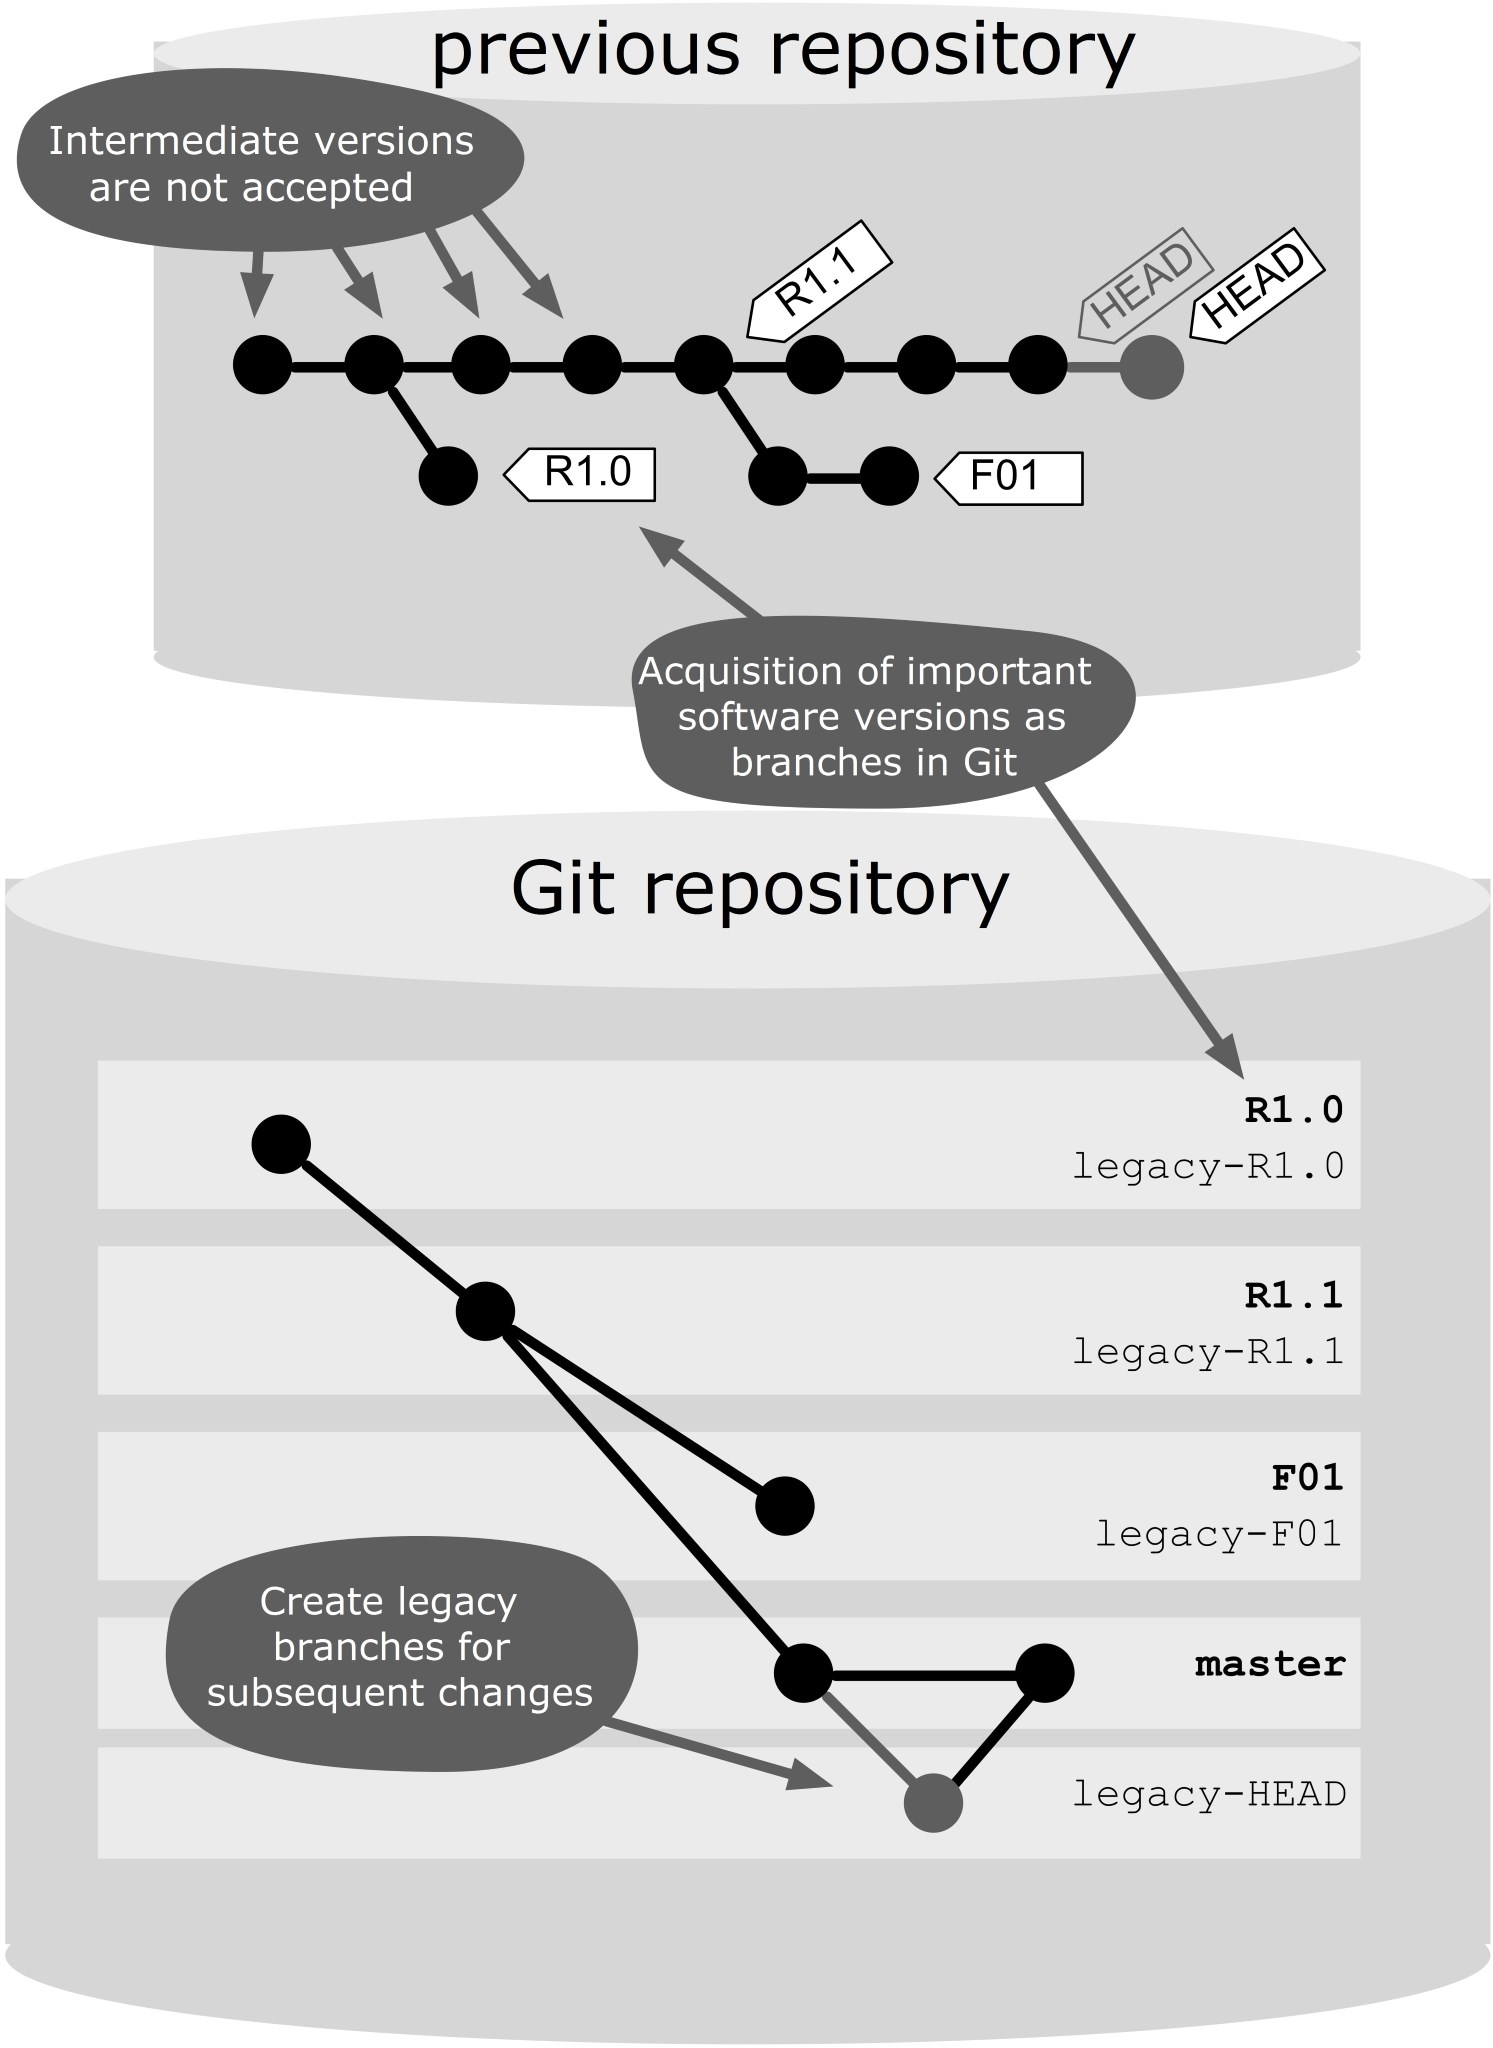 previous repository
Intermediate versions
are not accepted
R1.1
HEAD
HEAD
R1.0
F01
Acquisition of important
software versions as
branches in Git
Git repository
R1.0
legacy-R1.0
R1.1
legacy-R1.1
F01
legacy-F01
Create legacy
branches for
subsequent changes
master
legacy-HEAD